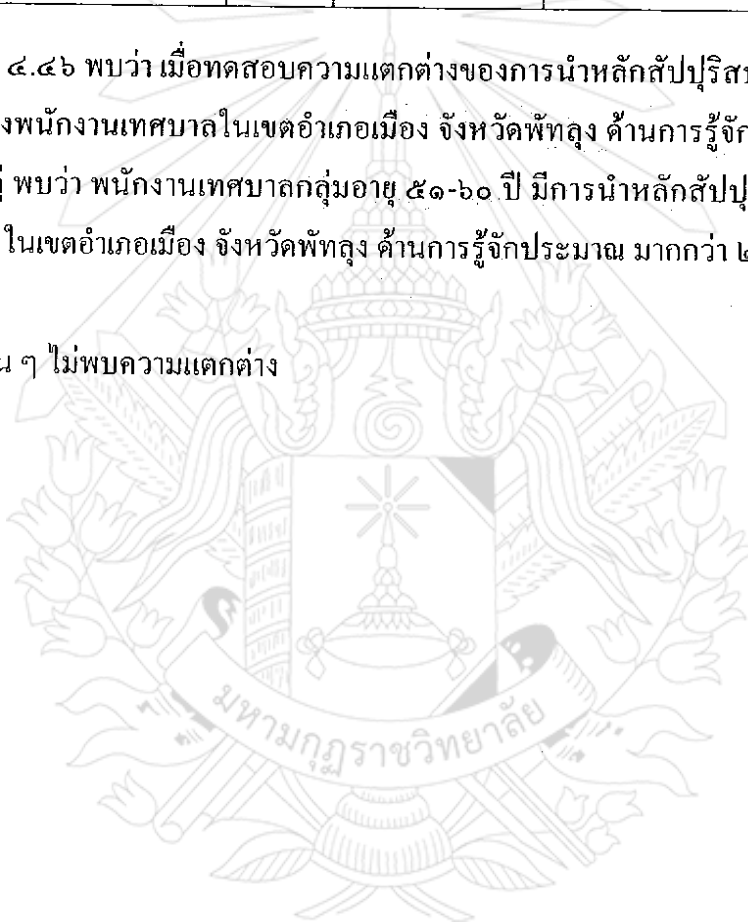 ๔.๔๖ พบว่า เมื่อทดสอบความแตกต่างของการนำหลักสัปปุริส
งพนักงานเทศบาลในเขตอำเภอเมือง จังหวัดพัทลุง ด้านการรู้จัก
พบว่า พนักงานเทศบาลกลุ่มอายุ ๕๑-๖๐ ปี มีการนำหลักสัปปุ
ในเขตอำเภอเมือง จังหวัดพัทลุง ด้านการรู้จักประมาณ มากกว่า ๒
น ๆ ไม่พบความแตกต่าง
มหามกุฏราชวิทยาลัย